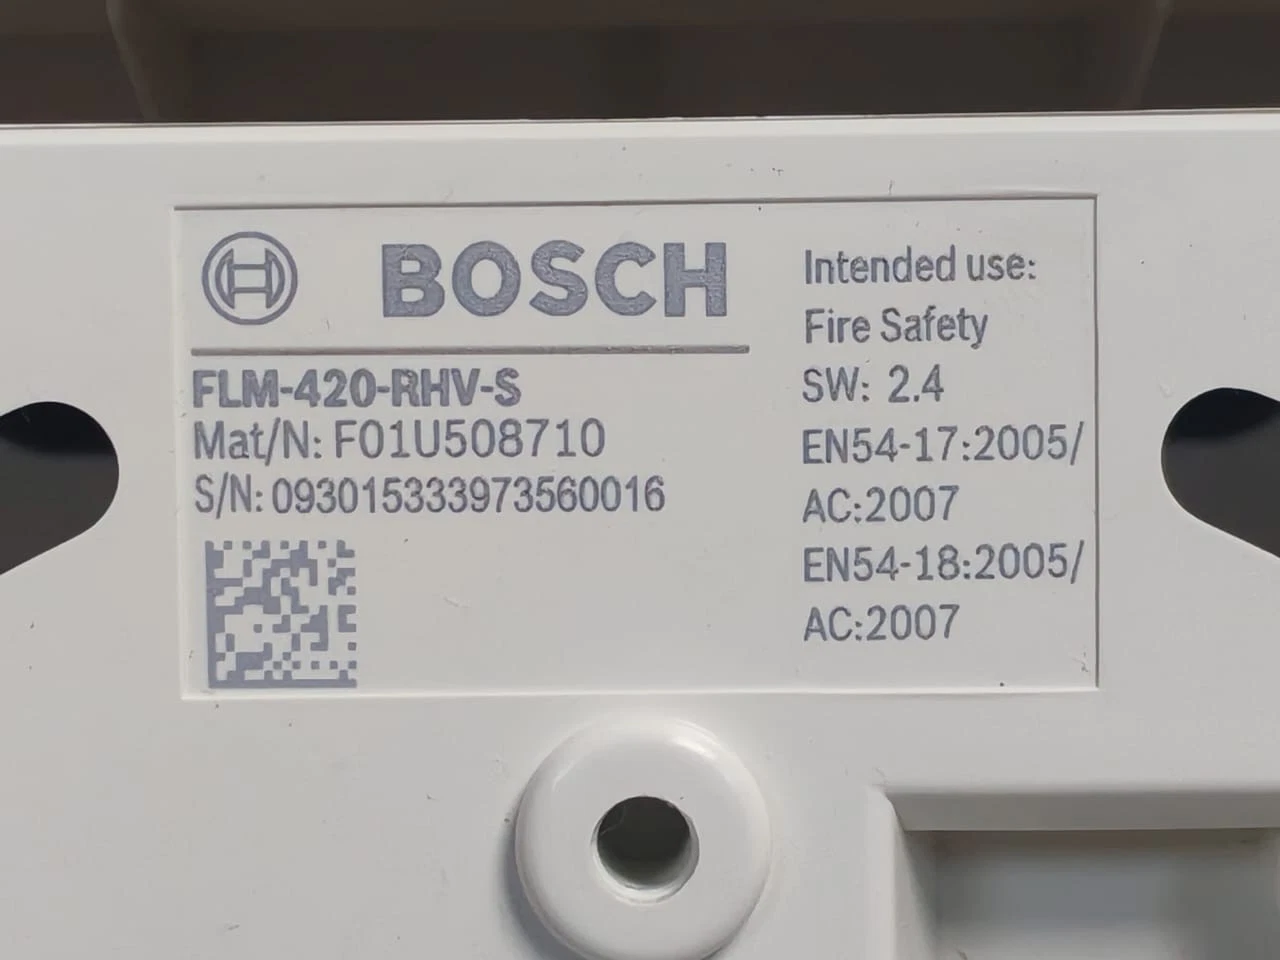 BOSCH
FLM-420-RHV-S
Mat/N: F01U508710
S/N: 093015333973560016
Intended use:
Fire Safety
SW: 2.4
EN54-17:2005/
AC:2007
EN54-18:2005/
AC:2007